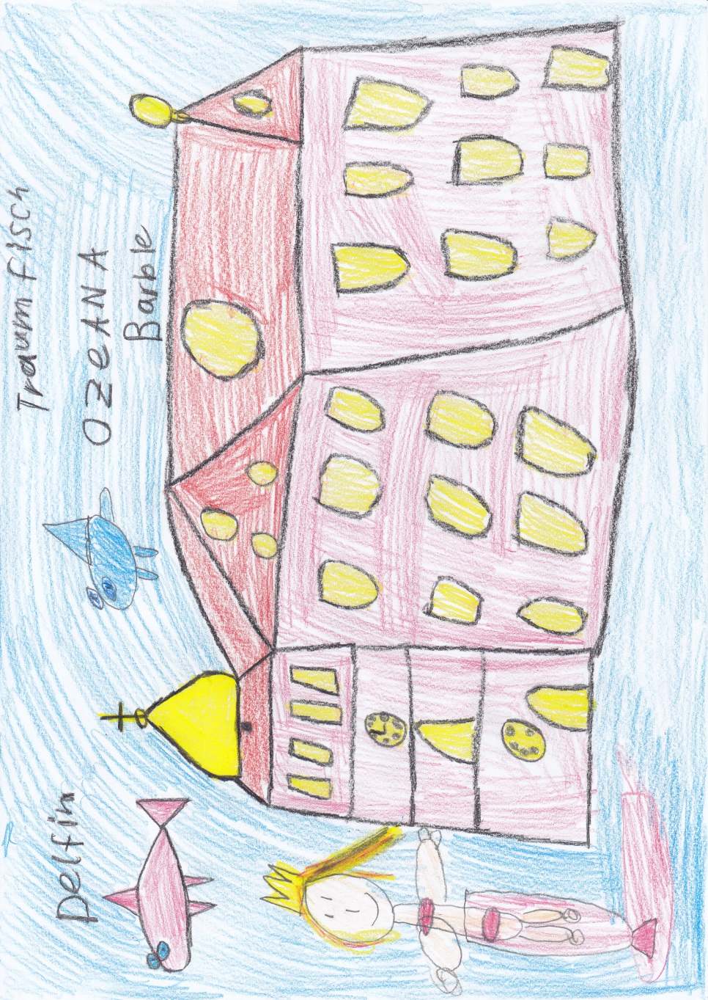 Delfin
Traumfisch
OZeANA
Barbie